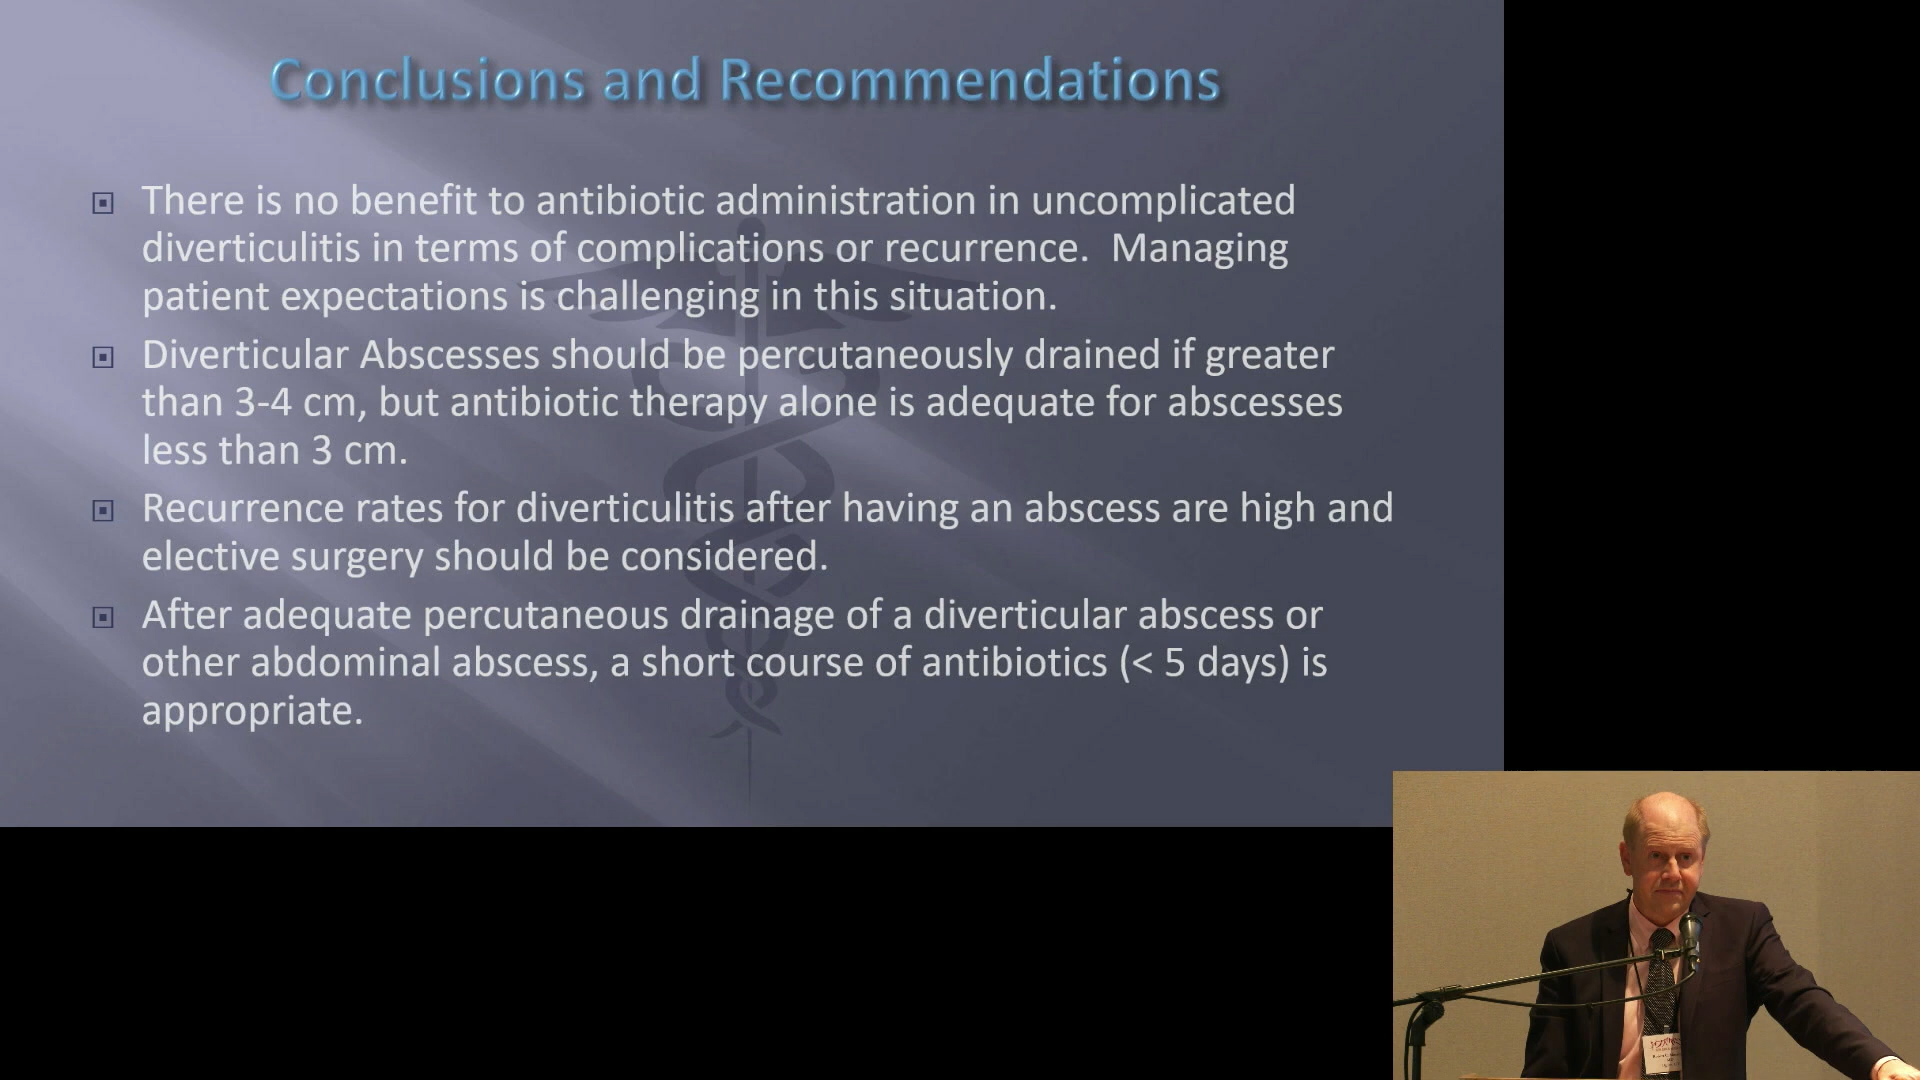 Conclusions and Recommendations
There is no benefit to antibiotic administration in uncomplicated
diverticulitis in terms of complications or recurrence.  Managing
patient expectations is challenging in this situation.
Diverticular Abscesses should be percutaneously drained if greater
than 3-4 cm, but antibiotic therapy alone is adequate for abscesses
less than 3 cm.
Recurrence rates for diverticulitis after having an abscess are high and
elective surgery should be considered.
After adequate percutaneous drainage of a diverticular abscess or
other abdominal abscess, a short course of antibiotics (< 5 days) is
appropriate.